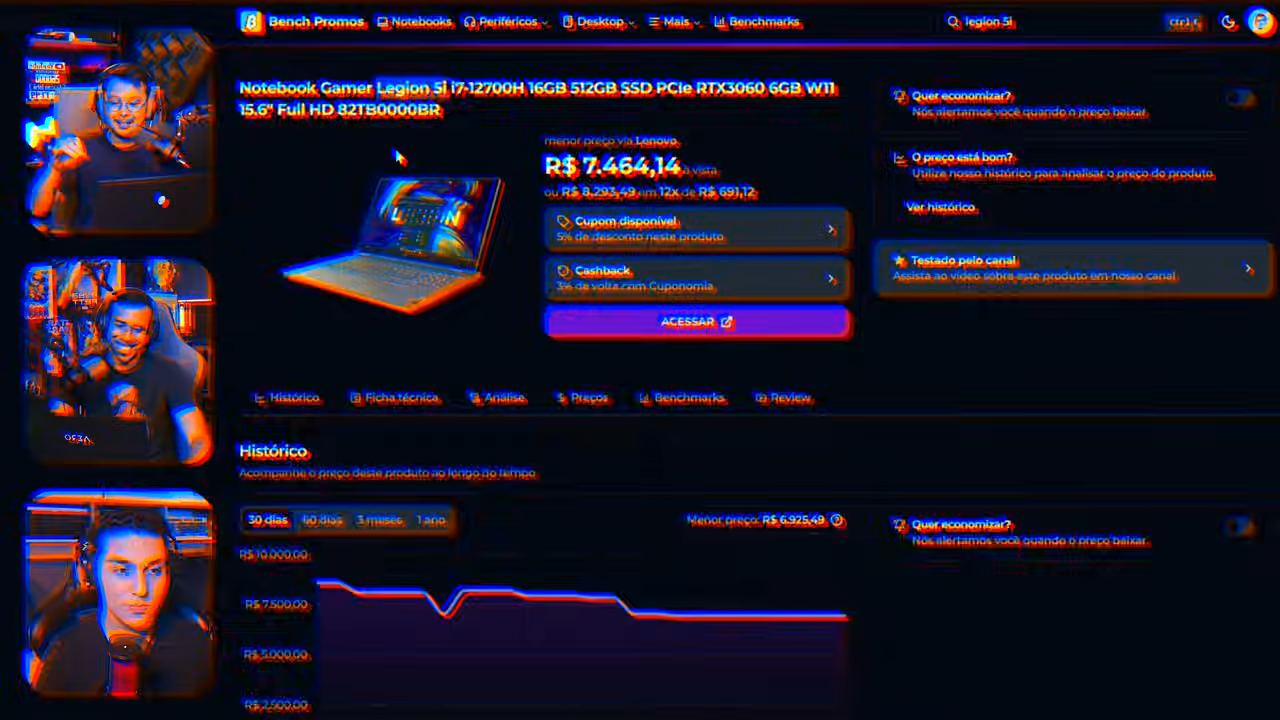 Bench Promos Notebooks Periféricos Desktop Mais Benchmarks legion 5i ctrl k
Notebook Gamer Legion 5i i7-12700H 16GB 512GB SSD PCIe RTX3060 6GB W11
15.6" Full HD 82TB0000BR
menor preço via Lenovo
R$ 7.464,14 à vista
ou R$ 8.293,49 em 12x de R$ 691,12
Cupom disponível
5% de desconto neste produto
Cashback
3% de volta com Cuponomia
ACESSAR
LEGION
Quer economizar?
Nós alertamos você quando o preço baixar.
O preço está bom?
Utilize nosso histórico para analisar o preço do produto.
Ver histórico
Testado pelo canal
Assista ao vídeo sobre este produto em nosso canal.
Histórico Ficha técnica Análise Preços Benchmarks Review
Histórico
Acompanhe o preço deste produto ao longo do tempo
30 dias 60 dias 3 meses 1 ano
Menor preço: R$ 6.925,49
Quer economizar?
Nós alertamos você quando o preço baixar.
R$ 10.000,00
R$ 7.500,00
R$ 5.000,00
R$ 2.500,00